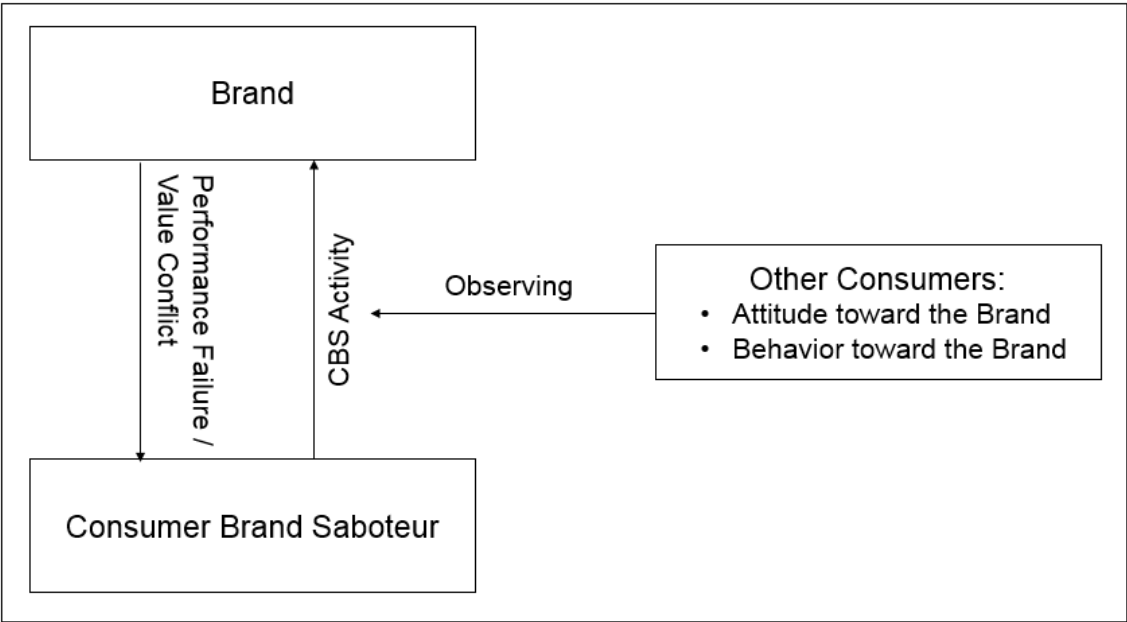 Brand
Performance Failure /
Value Conflict
CBS Activity
Observing
Other Consumers:
• Attitude toward the Brand
• Behavior toward the Brand
Consumer Brand Saboteur